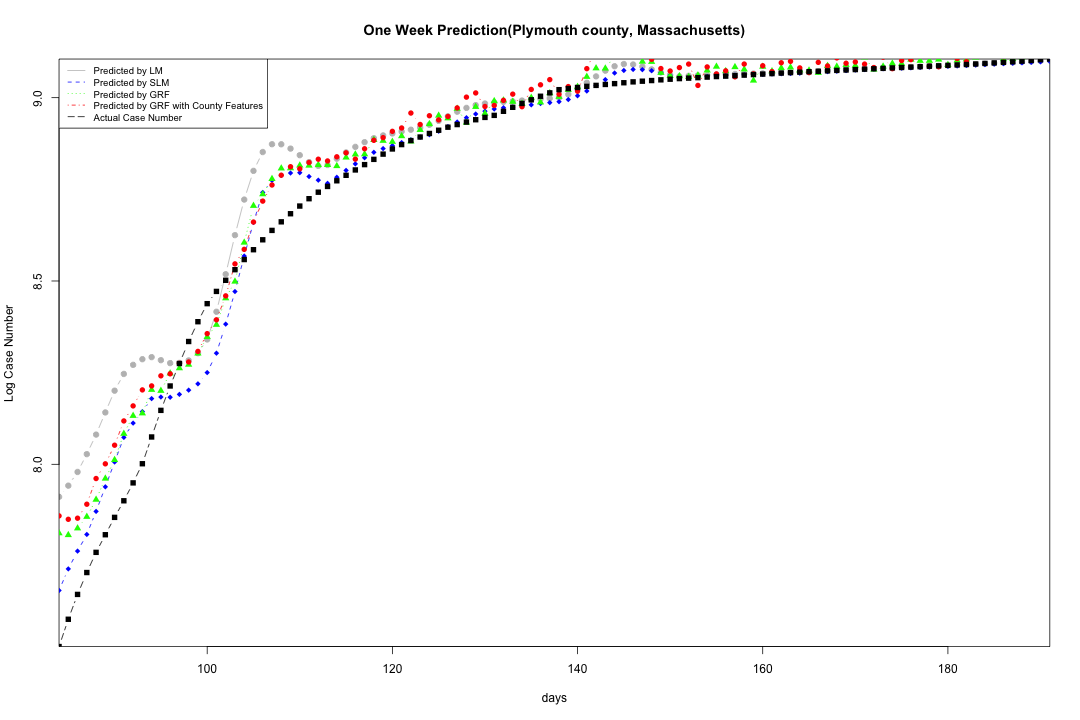 One Week Prediction(Plymouth county, Massachusetts)
Predicted by LM
Predicted by SLM
Predicted by GRF
Predicted by GRF with County Features
Actual Case Number
Log Case Number
9.0
8.5
8.0
100 120 140 160 180
days